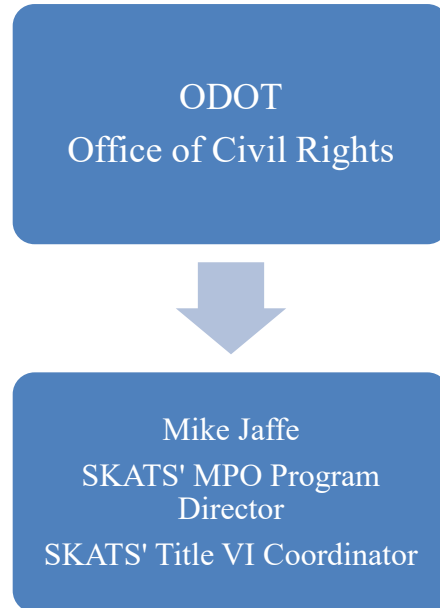 ODOT
Office of Civil Rights
Mike Jaffe
SKATS' MPO Program
Director
SKATS' Title VI Coordinator